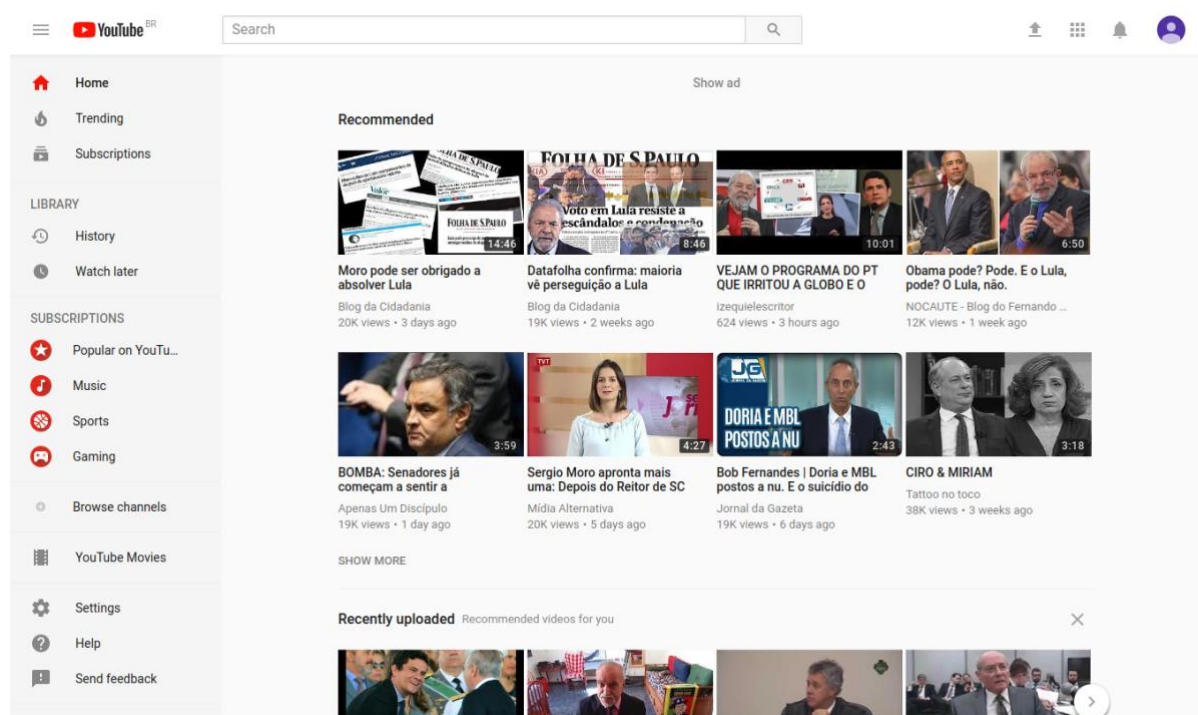 YouTube BR
Search
Home
Trending
Subscriptions
LIBRARY
History
Watch later
SUBSCRIPTIONS
Popular on YouTu...
Music
Sports
Gaming
Browse channels
YouTube Movies
Settings
Help
Send feedback
Show ad
Recommended
FOLHA DE S.PAULO
14:46
Moro pode ser obrigado a
absolver Lula
Blog da Cidadania
20K views • 3 days ago
FOLHA DE S.PAULO
Voto em Lula resiste a
escândalos e condenação
8:46
Datafolha confirma: maioria
vê perseguição a Lula
Blog da Cidadania
19K views • 2 weeks ago
10:01
VEJAM O PROGRAMA DO PT
QUE IRRITOU A GLOBO E O
izequielescritor
624 views • 3 hours ago
6:50
Obama pode? Pode. E o Lula,
pode? O Lula, não.
NOCAUTE - Blog do Fernando ...
12K views • 1 week ago
3:59
BOMBA: Senadores já
começam a sentir a
Apenas Um Discípulo
19K views • 1 day ago
TVT
4:27
Sergio Moro apronta mais
uma: Depois do Reitor de SC
Mídia Alternativa
20K views • 5 days ago
JG
JORNAL DA GAZETA
DORIA E MBL
POSTOS A NU
2:43
Bob Fernandes | Doria e MBL
postos a nu. E o suicídio do
Jornal da Gazeta
19K views • 6 days ago
3:18
CIRO & MIRIAM
Tattoo no toco
38K views • 3 weeks ago
SHOW MORE
Recently uploaded Recommended videos for you